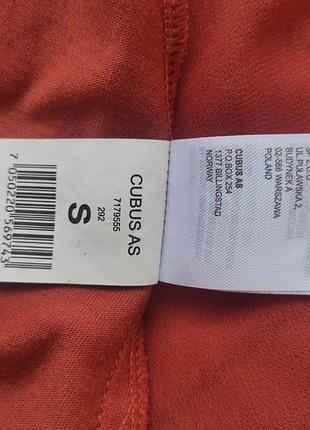 CUBUS AS
7179555
292
S
7 050220 569743
SP. Z O.O
UL.PUŁAWSKA 2,
BUDYNEK A
02-566 WARSZAWA
POLAND
CUBUS AS
P.O.BOX 254
1377 BILLINGSTAD
NORWAY